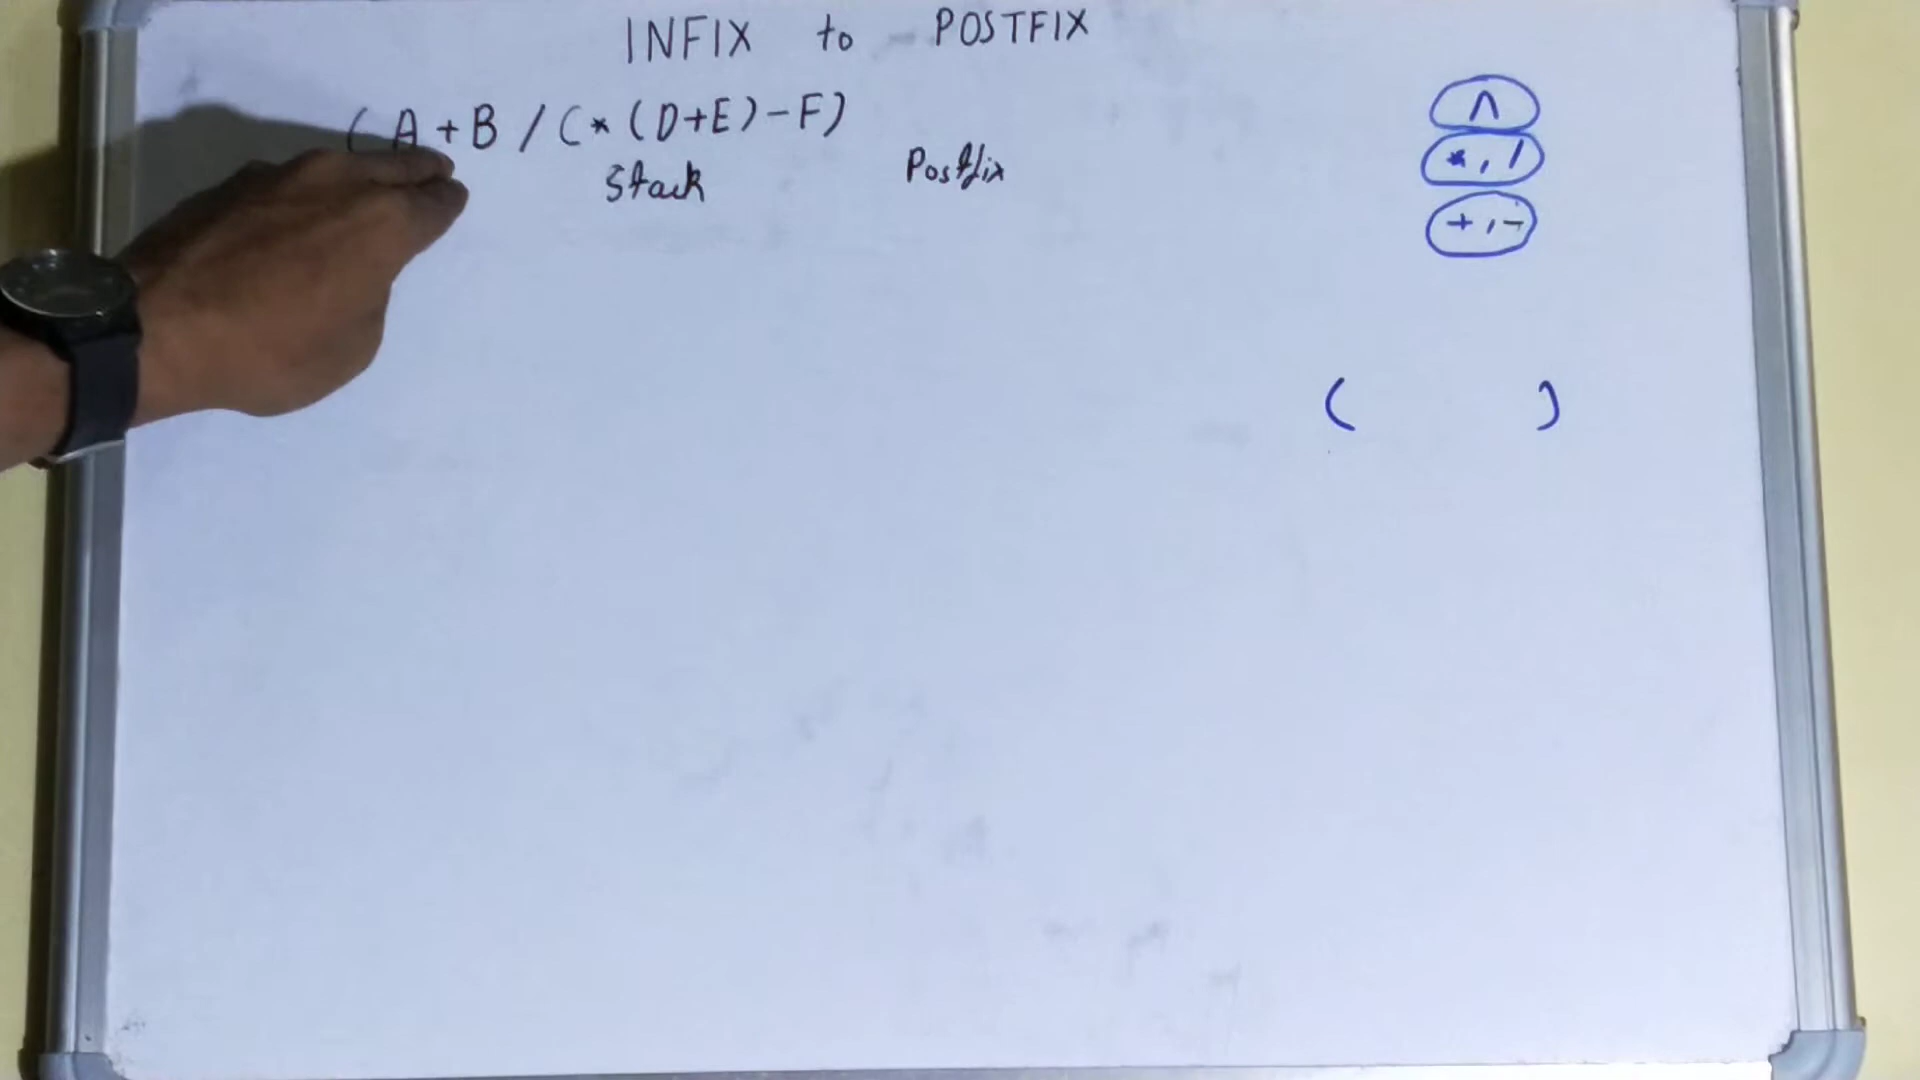 INFIX to POSTFIX
(A+B/C*(D+E)-F)
Stack Postfix
^
*, /
+, -
( )